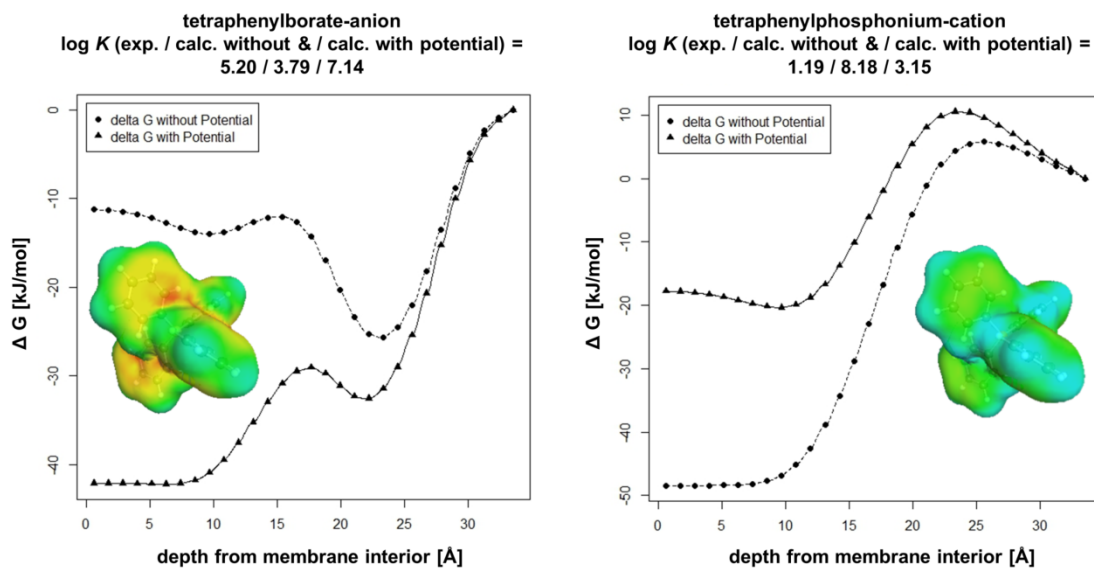 tetraphenylborate-anion
log K (exp. / calc. without & / calc. with potential) =
5.20 / 3.79 / 7.14
delta G without Potential
delta G with Potential
Δ G [kJ/mol]
0
-10
-20
-30
-40
0 5 10 15 20 25 30
depth from membrane interior [Å]
tetraphenylphosphonium-cation
log K (exp. / calc. without & / calc. with potential) =
1.19 / 8.18 / 3.15
delta G without Potential
delta G with Potential
Δ G [kJ/mol]
10
0
-10
-20
-30
-40
-50
0 5 10 15 20 25 30
depth from membrane interior [Å]